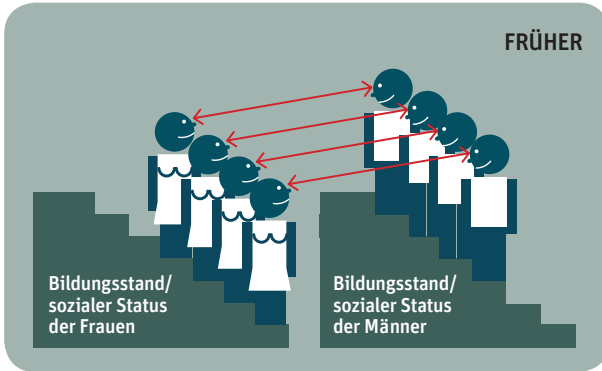 FRÜHER
Bildungsstand/
sozialer Status
der Frauen
Bildungsstand/
sozialer Status
der Männer